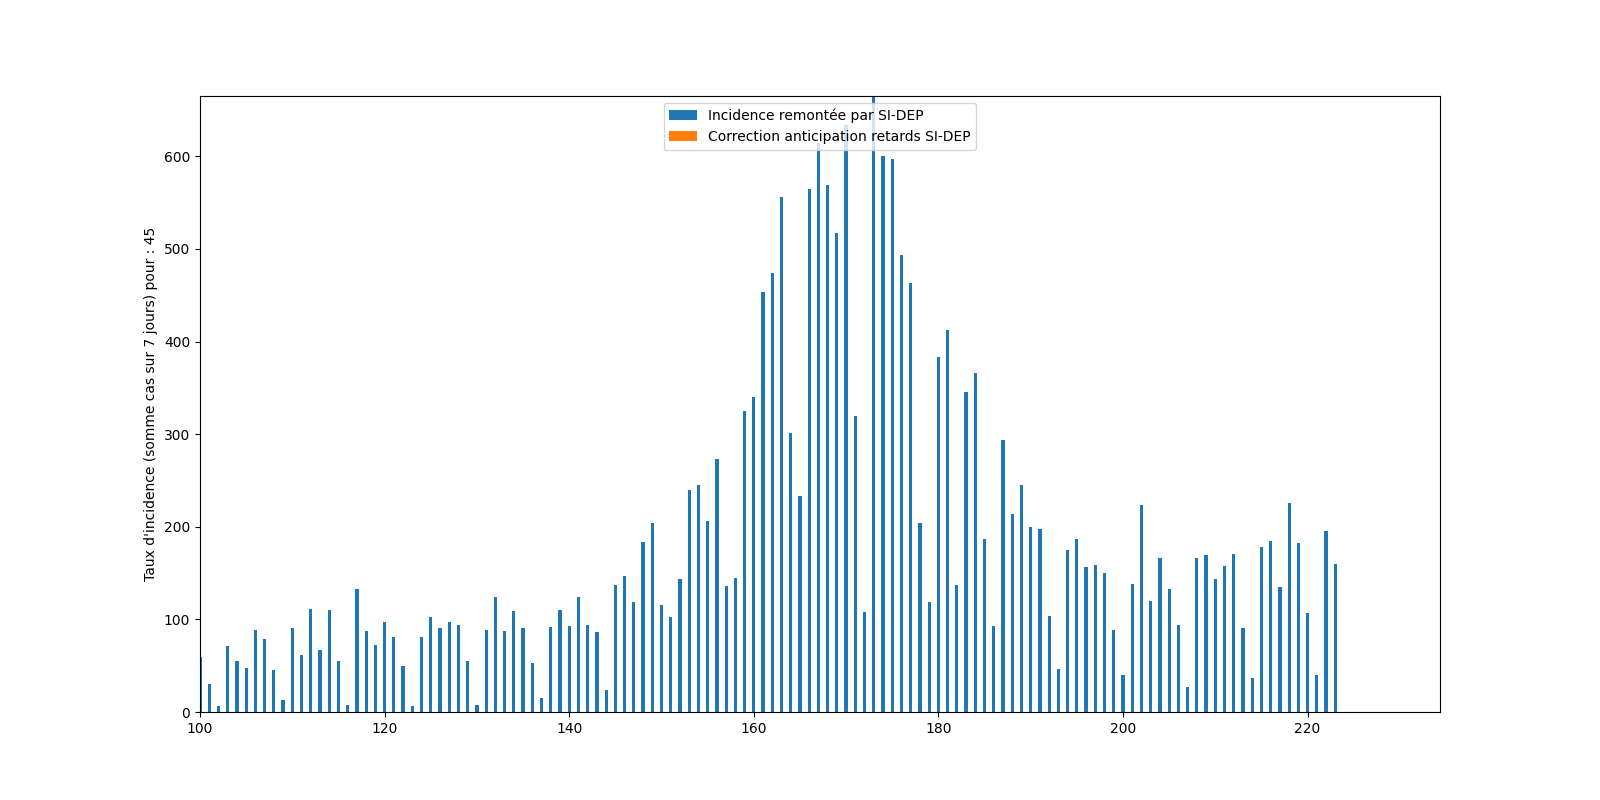 Incidence remontée par SI-DEP
Correction anticipation retards SI-DEP
Taux d'incidence (somme cas sur 7 jours) pour : 45
600
500
400
300
200
100
0
100 120 140 160 180 200 220